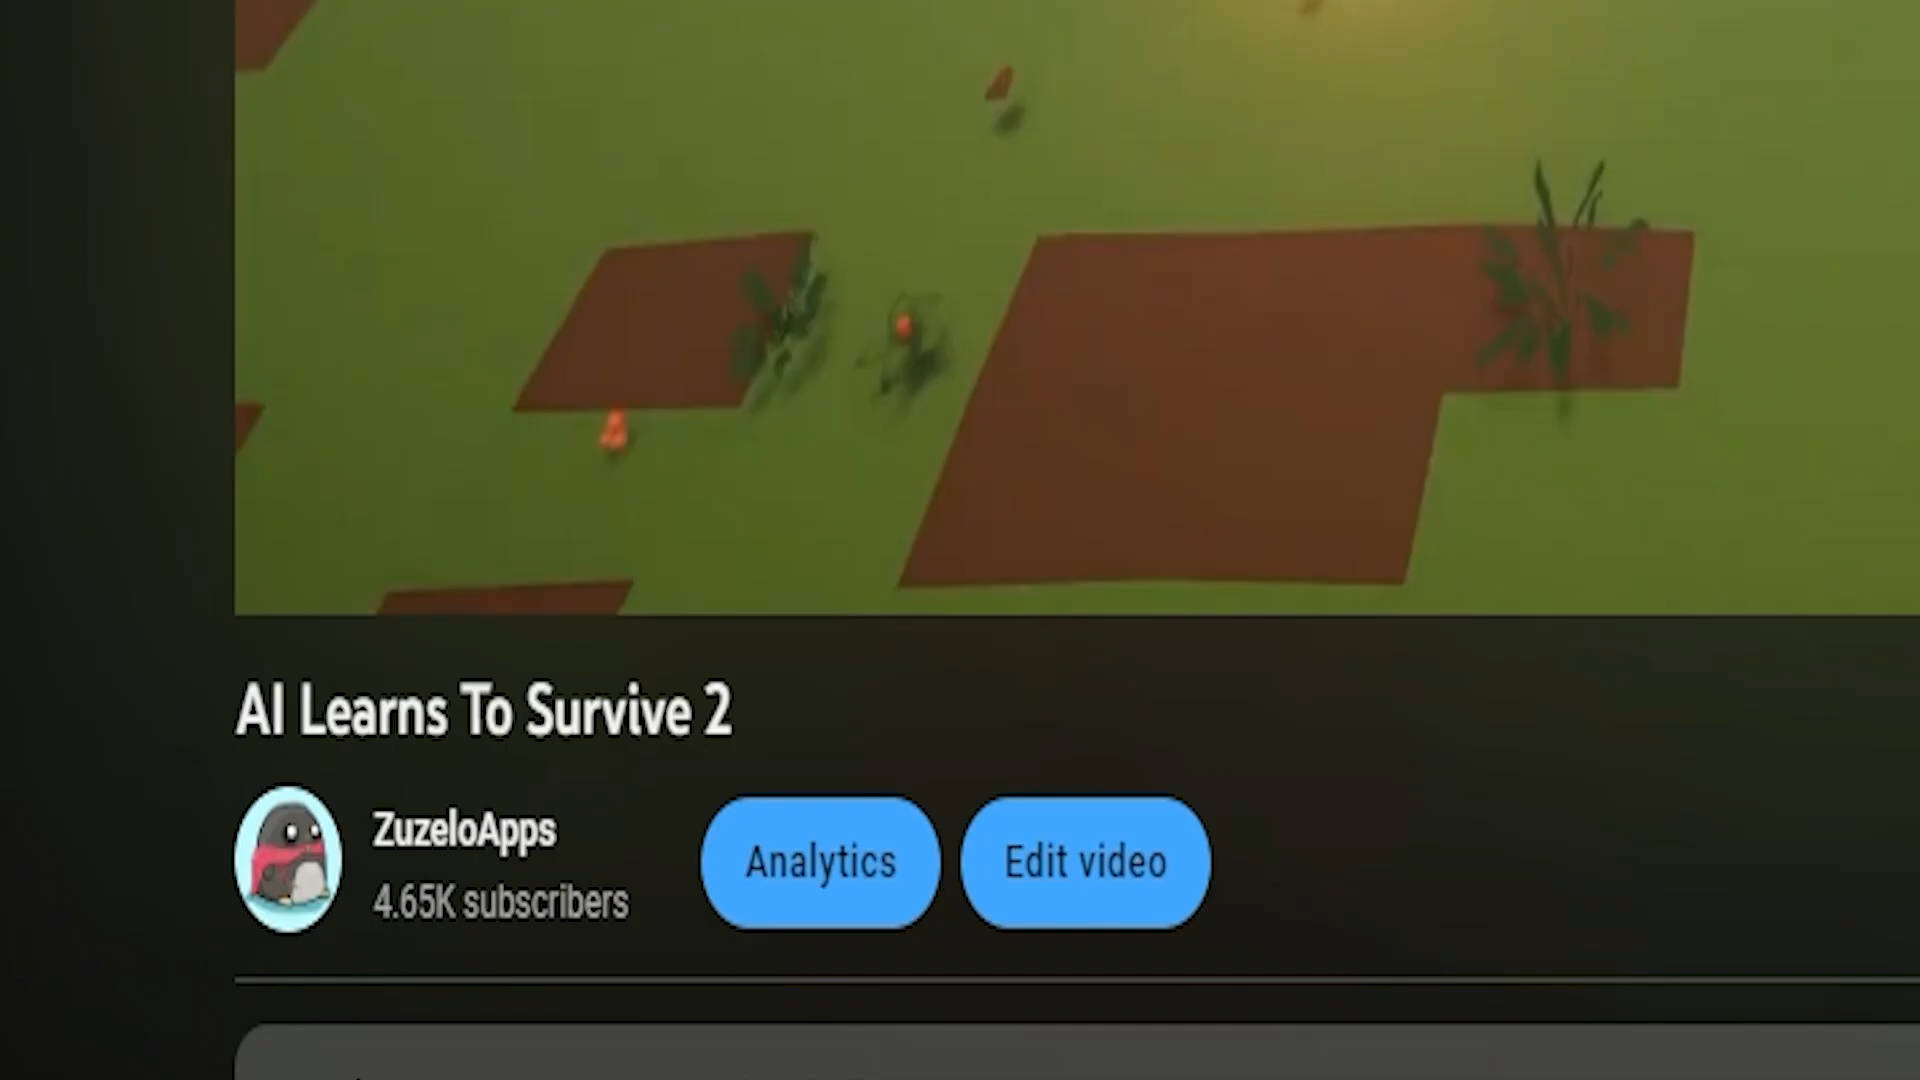 AI Learns To Survive 2
ZuzeloApps
4.65K subscribers
Analytics
Edit video